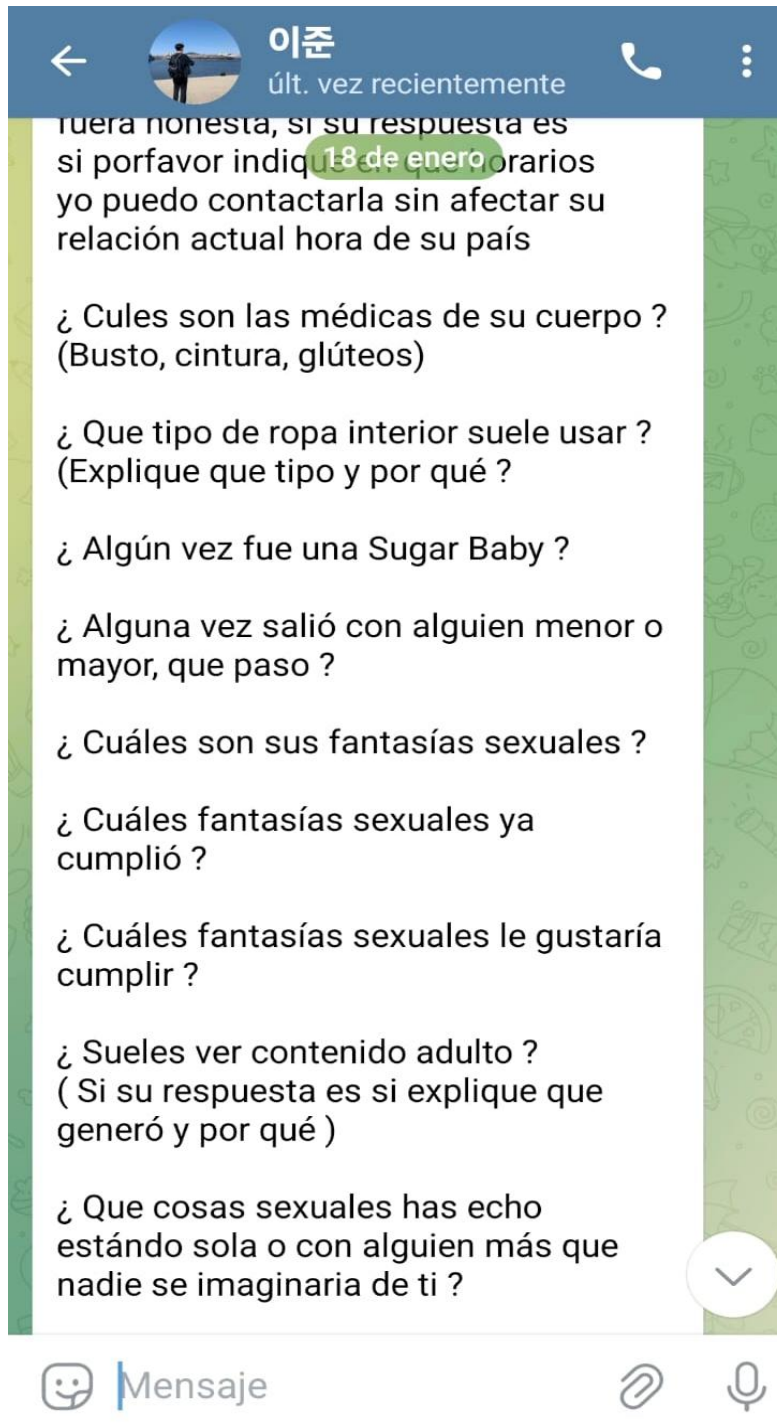 이준
últ. vez recientemente
fuera honesta, si su respuesta es
si porfavor indique en que horarios
18 de enero
yo puedo contactarla sin afectar su
relación actual hora de su país
¿ Cules son las médicas de su cuerpo ?
(Busto, cintura, glúteos)
¿ Que tipo de ropa interior suele usar ?
(Explique que tipo y por qué ?
¿ Algún vez fue una Sugar Baby ?
¿ Alguna vez salió con alguien menor o
mayor, que paso ?
¿ Cuáles son sus fantasías sexuales ?
¿ Cuáles fantasías sexuales ya
cumplió ?
¿ Cuáles fantasías sexuales le gustaría
cumplir ?
¿ Sueles ver contenido adulto ?
( Si su respuesta es si explique que
generó y por qué )
¿ Que cosas sexuales has echo
estándo sola o con alguien más que
nadie se imaginaria de ti ?
Mensaje